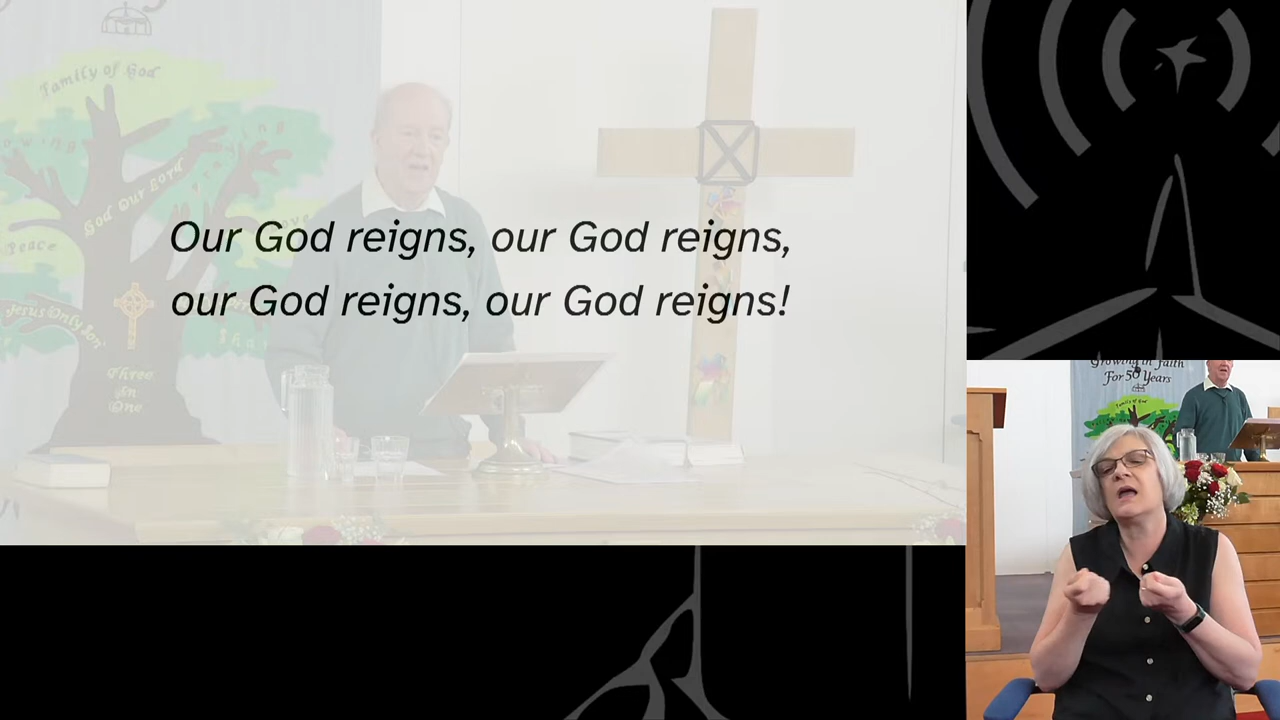 Family of God
God Our Lord
Peace
Jesus Only Son
Three
In
One
Our God reigns, our God reigns,
our God reigns, our God reigns!
Growing in Faith
For 50 Years